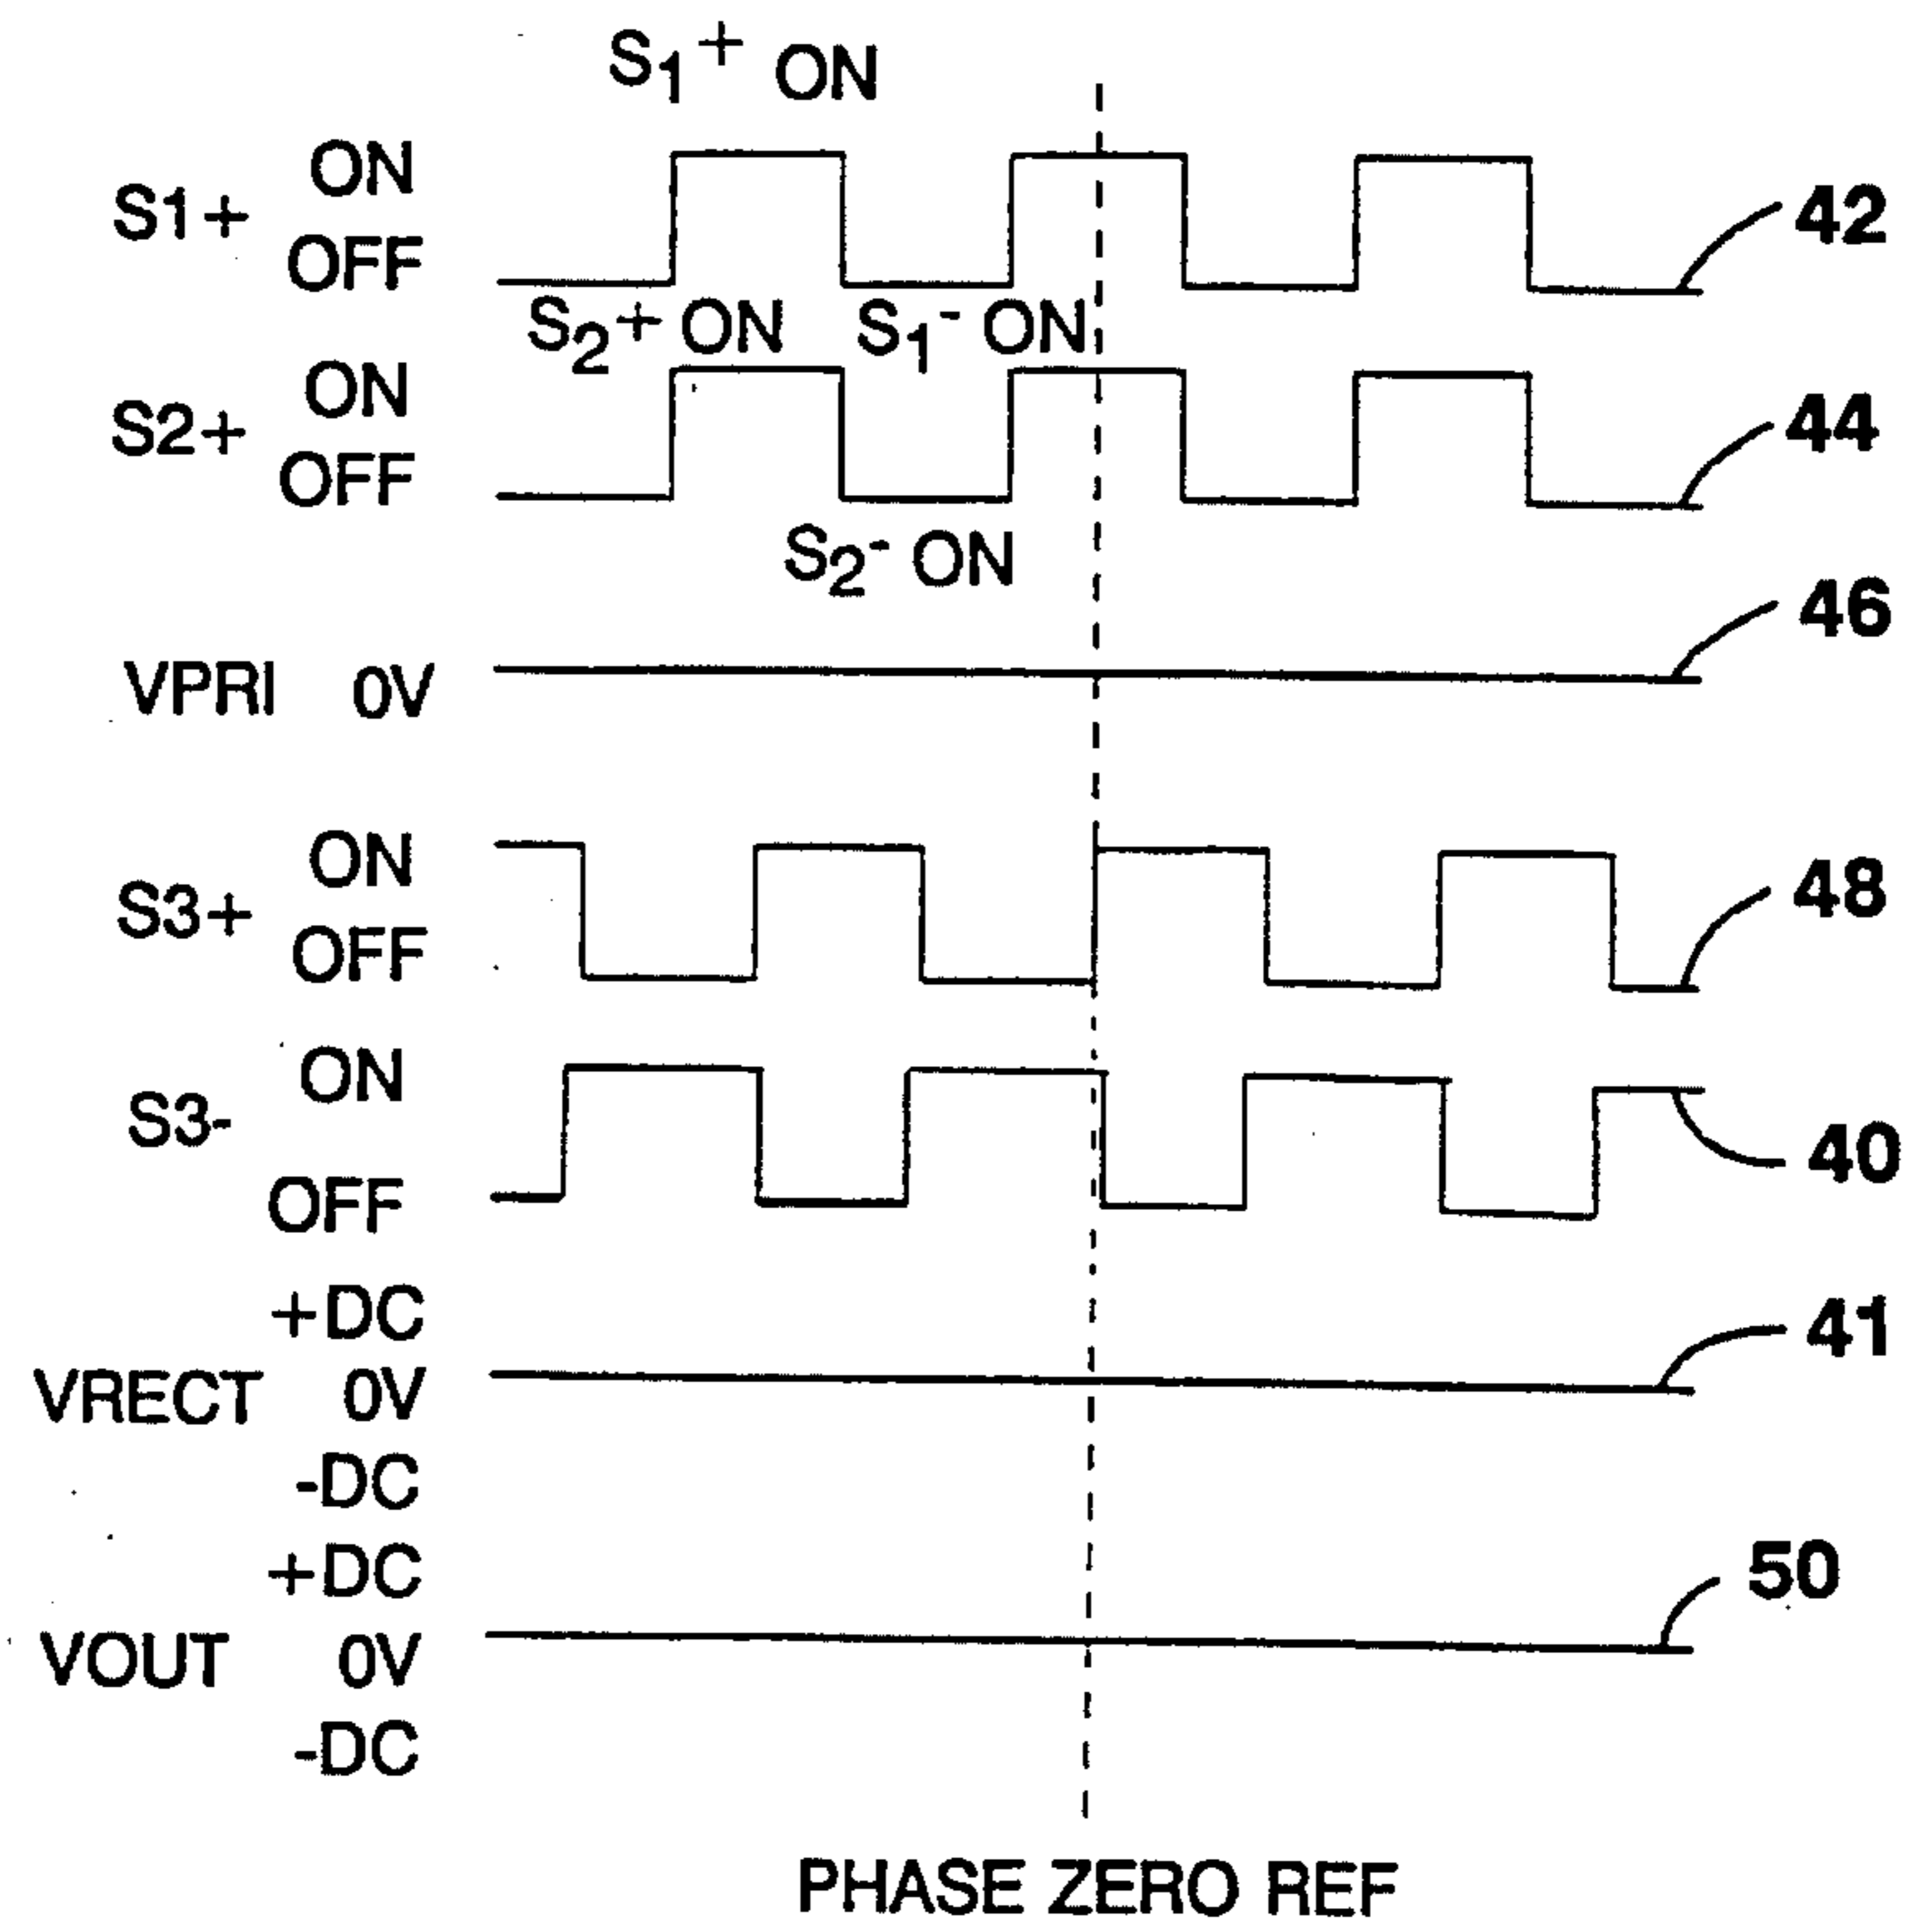 S1+ ON
ON
S1+
OFF
42
S2+ ON S1- ON
ON
S2+
OFF
44
S2- ON
46
VPRI 0V
ON
S3+
OFF
48
ON
S3-
40
OFF
+DC
41
VRECT 0V
-DC
+DC
50
VOUT 0V
-DC
PHASE ZERO REF